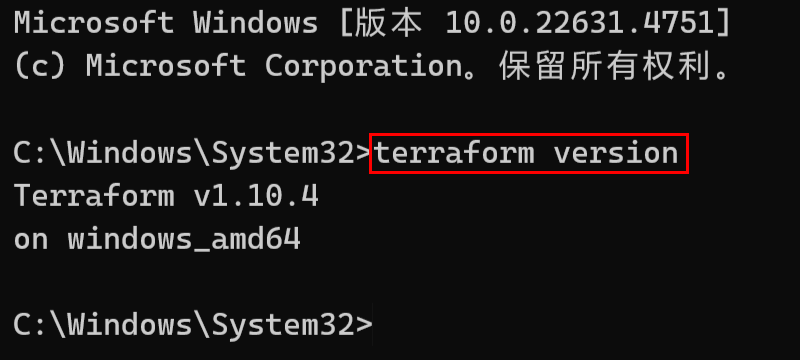 Microsoft Windows [版本 10.0.22631.4751]
(c) Microsoft Corporation。保留所有权利。
C:\Windows\System32>terraform version
Terraform v1.10.4
on windows_amd64
C:\Windows\System32>